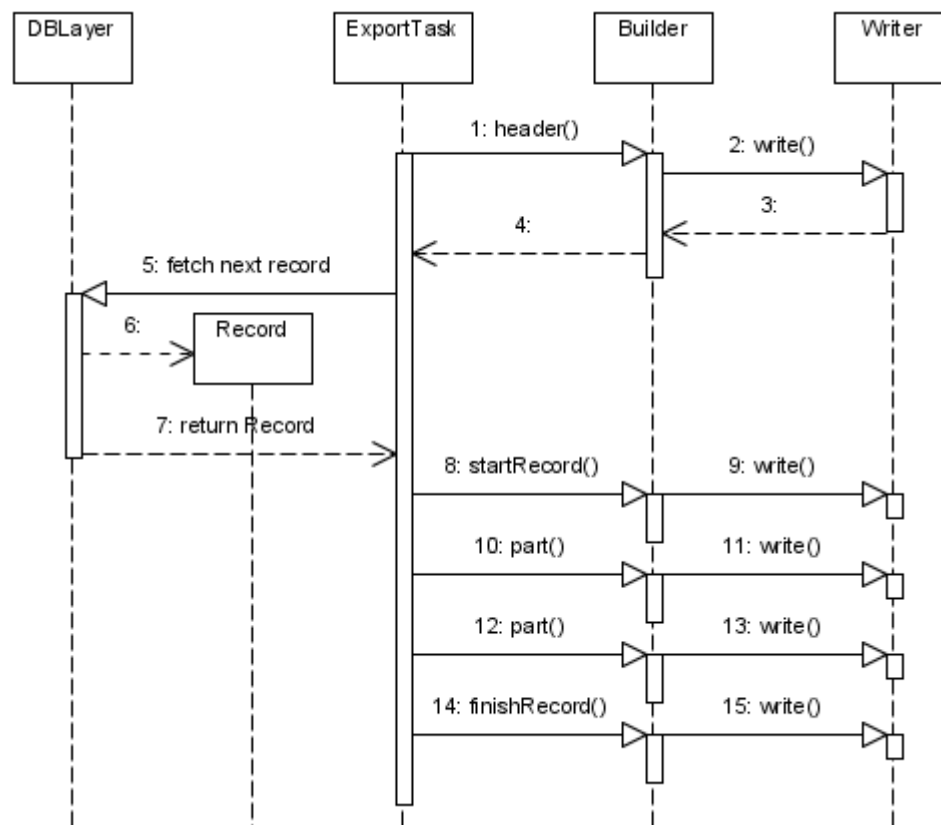 DBLayer
ExportTask
Builder
Writer
1: header()
2: write()
3:
4:
5: fetch next record
6:
Record
7: return Record
8: startRecord()
9: write()
10: part()
11: write()
12: part()
13: write()
14: finishRecord()
15: write()